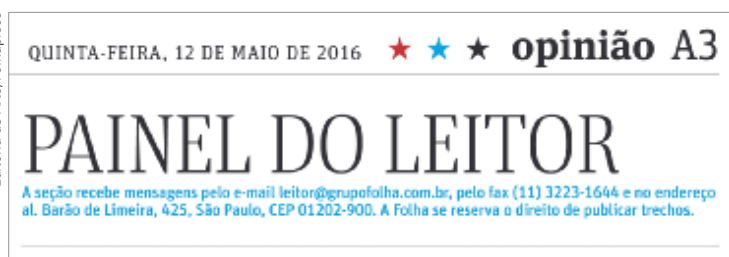 QUINTA-FEIRA, 12 DE MAIO DE 2016 ★ ★ ★ opinião A3
PAINEL DO LEITOR
A seção recebe mensagens pelo e-mail leitor@grupofolha.com.br, pelo fax (11) 3223-1644 e no endereço
al. Barão de Limeira, 425, São Paulo, CEP 01202-900. A Folha se reserva o direito de publicar trechos.